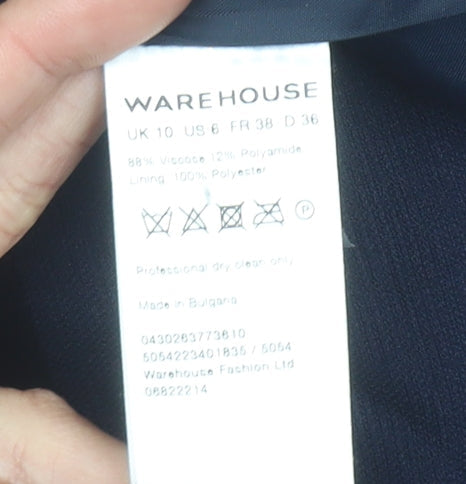 WAREHOUSE
UK 10 US 6 FR 38 D 36
88% Viscose 12% Polyamide
Lining: 100% Polyester
P
Professional dry clean only
Made in Bulgaria
0430263773610
5054223401835 / 5054
Warehouse Fashion Ltd
06822214